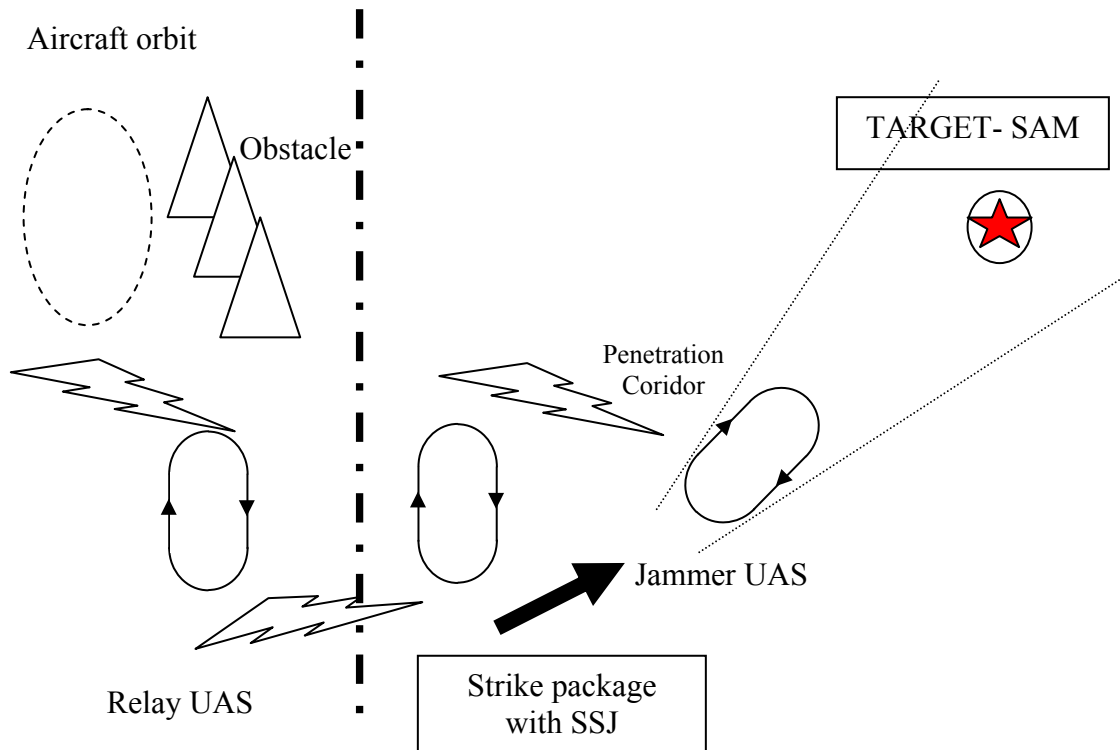 Aircraft orbit
Obstacle
TARGET- SAM
Penetration
Coridor
Jammer UAS
Relay UAS
Strike package
with SSJ